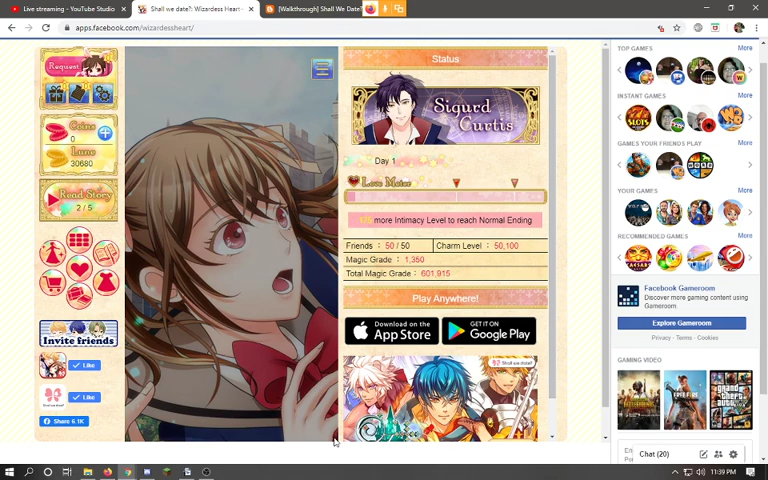 Live streaming - YouTube Studio
Shall we date?: Wizardess Heart -
[Walkthrough] Shall We Date?
apps.facebook.com/wizardessheart/
Request
Coins
0
Lune
30680
Read Story
2 / 5
Invite friends
Like
Like
Share 6.1K
Status
Sigurd
Curtis
Day 1
Love Meter
more Intimacy Level to reach Normal Ending
Friends : 50 / 50
Charm Level : 50,100
Magic Grade : 1,350
Total Magic Grade : 601,915
Play Anywhere!
Download on the
App Store
GET IT ON
Google Play
Shall we date?
TOP GAMES
More
INSTANT GAMES
More
SLOTS
GAMES YOUR FRIENDS PLAY
More
YOUR GAMES
More
RECOMMENDED GAMES
More
CAESARS
Facebook Gameroom
Discover more gaming content using
Gameroom.
Explore Gameroom
Privacy · Terms · Cookies
GAMING VIDEO
Chat (20)
11:39 PM